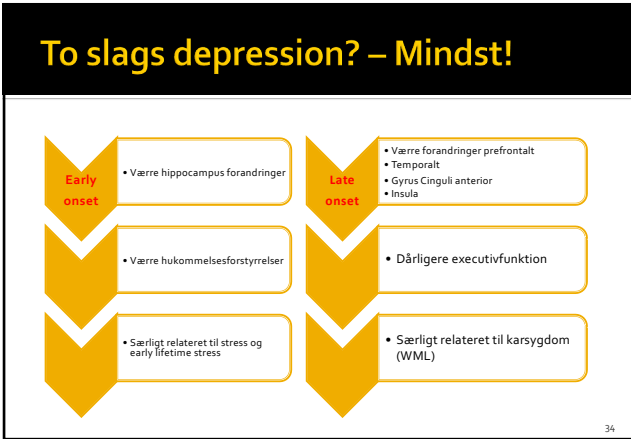 To slags depression? – Mindst!
Early
onset
• Værre hippocampus forandringer
• Værre hukommelsesforstyrrelser
• Særligt relateret til stress og
early lifetime stress
Late
onset
• Værre forandringer prefrontalt
• Temporalt
• Gyrus Cinguli anterior
• Insula
• Dårligere executivfunktion
• Særligt relateret til karsygdom
(WML)
34